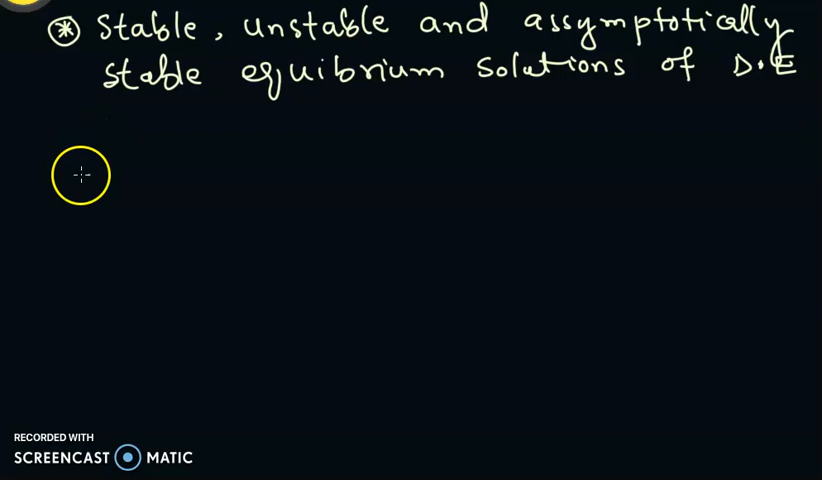 ⊛ Stable, unstable and assymptotically
stable equibrium solutions of D.E
RECORDED WITH
SCREENCAST MATIC